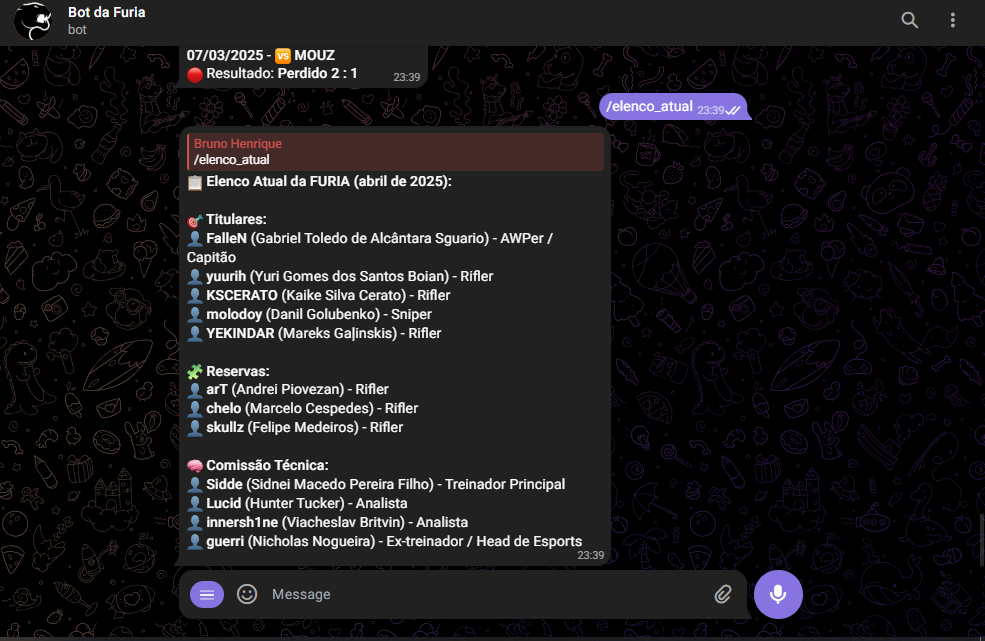 Bot da Furia
bot
07/03/2025 - 🆚 MOUZ
🔴 Resultado: Perdido 2 : 1
23:39
/elenco_atual 23:39
Bruno Henrique
/elenco_atual
📋 Elenco Atual da FURIA (abril de 2025):
🎯 Titulares:
👤 FalleN (Gabriel Toledo de Alcântara Sguario) - AWPer /
Capitão
👤 yuurih (Yuri Gomes dos Santos Boian) - Rifler
👤 KSCERATO (Kaike Silva Cerato) - Rifler
👤 molodoy (Danil Golubenko) - Sniper
👤 YEKINDAR (Mareks Gaļinskis) - Rifler
🧩 Reservas:
👤 arT (Andrei Piovezan) - Rifler
👤 chelo (Marcelo Cespedes) - Rifler
👤 skullz (Felipe Medeiros) - Rifler
🧠 Comissão Técnica:
👤 Sidde (Sidnei Macedo Pereira Filho) - Treinador Principal
👤 Lucid (Hunter Tucker) - Analista
👤 innersh1ne (Viacheslav Britvin) - Analista
👤 guerri (Nicholas Nogueira) - Ex-treinador / Head de Esports
23:39
Message